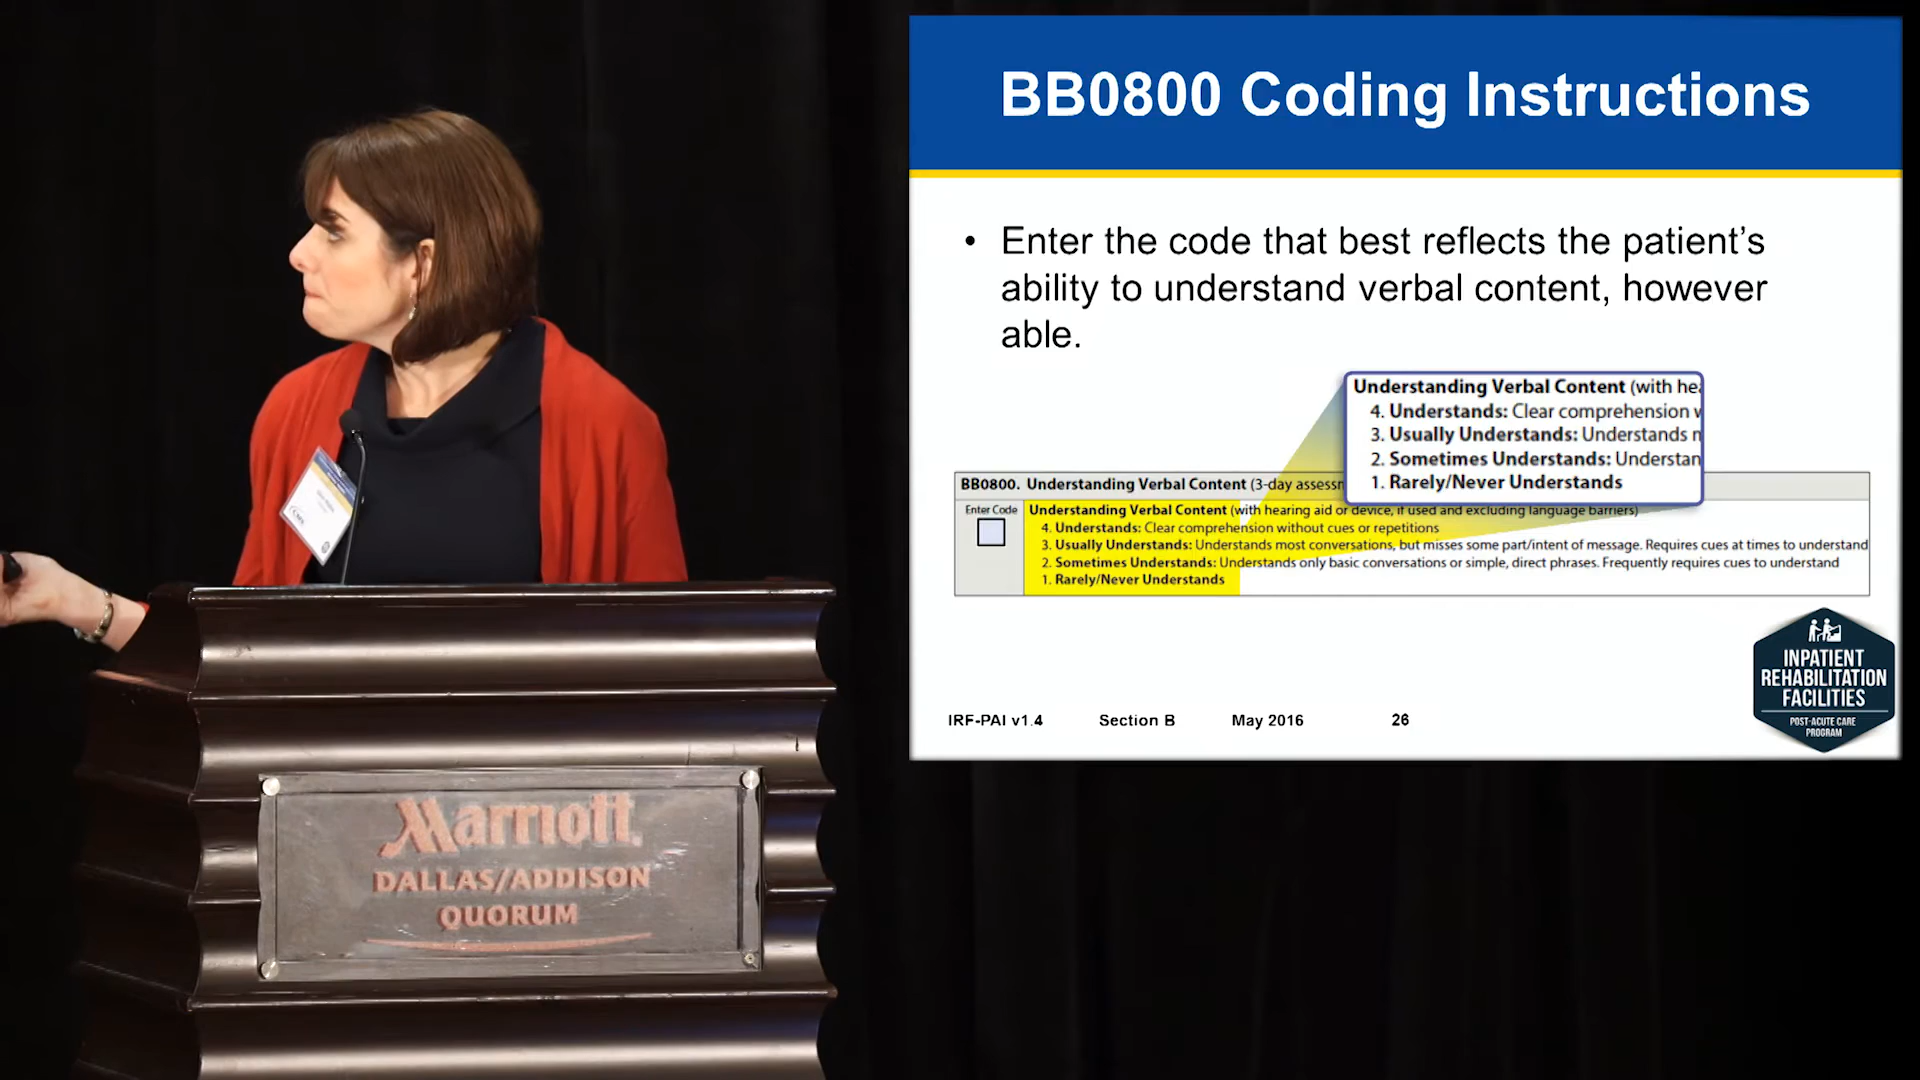 BB0800 Coding Instructions
• Enter the code that best reflects the patient's
ability to understand verbal content, however
able.
Understanding Verbal Content (with hea
4. Understands: Clear comprehension w
3. Usually Understands: Understands m
2. Sometimes Understands: Understan
1. Rarely/Never Understands
BB0800. Understanding Verbal Content (3-day assessm
Enter Code
Understanding Verbal Content (with hearing aid or device, if used and excluding language barriers)
4. Understands: Clear comprehension without cues or repetitions
3. Usually Understands: Understands most conversations, but misses some part/intent of message. Requires cues at times to understand
2. Sometimes Understands: Understands only basic conversations or simple, direct phrases. Frequently requires cues to understand
1. Rarely/Never Understands
INPATIENT
REHABILITATION
FACILITIES
POST-ACUTE CARE
PROGRAM
IRF-PAI v1.4 Section B May 2016 26
CMS
Marriott
DALLAS/ADDISON
QUORUM